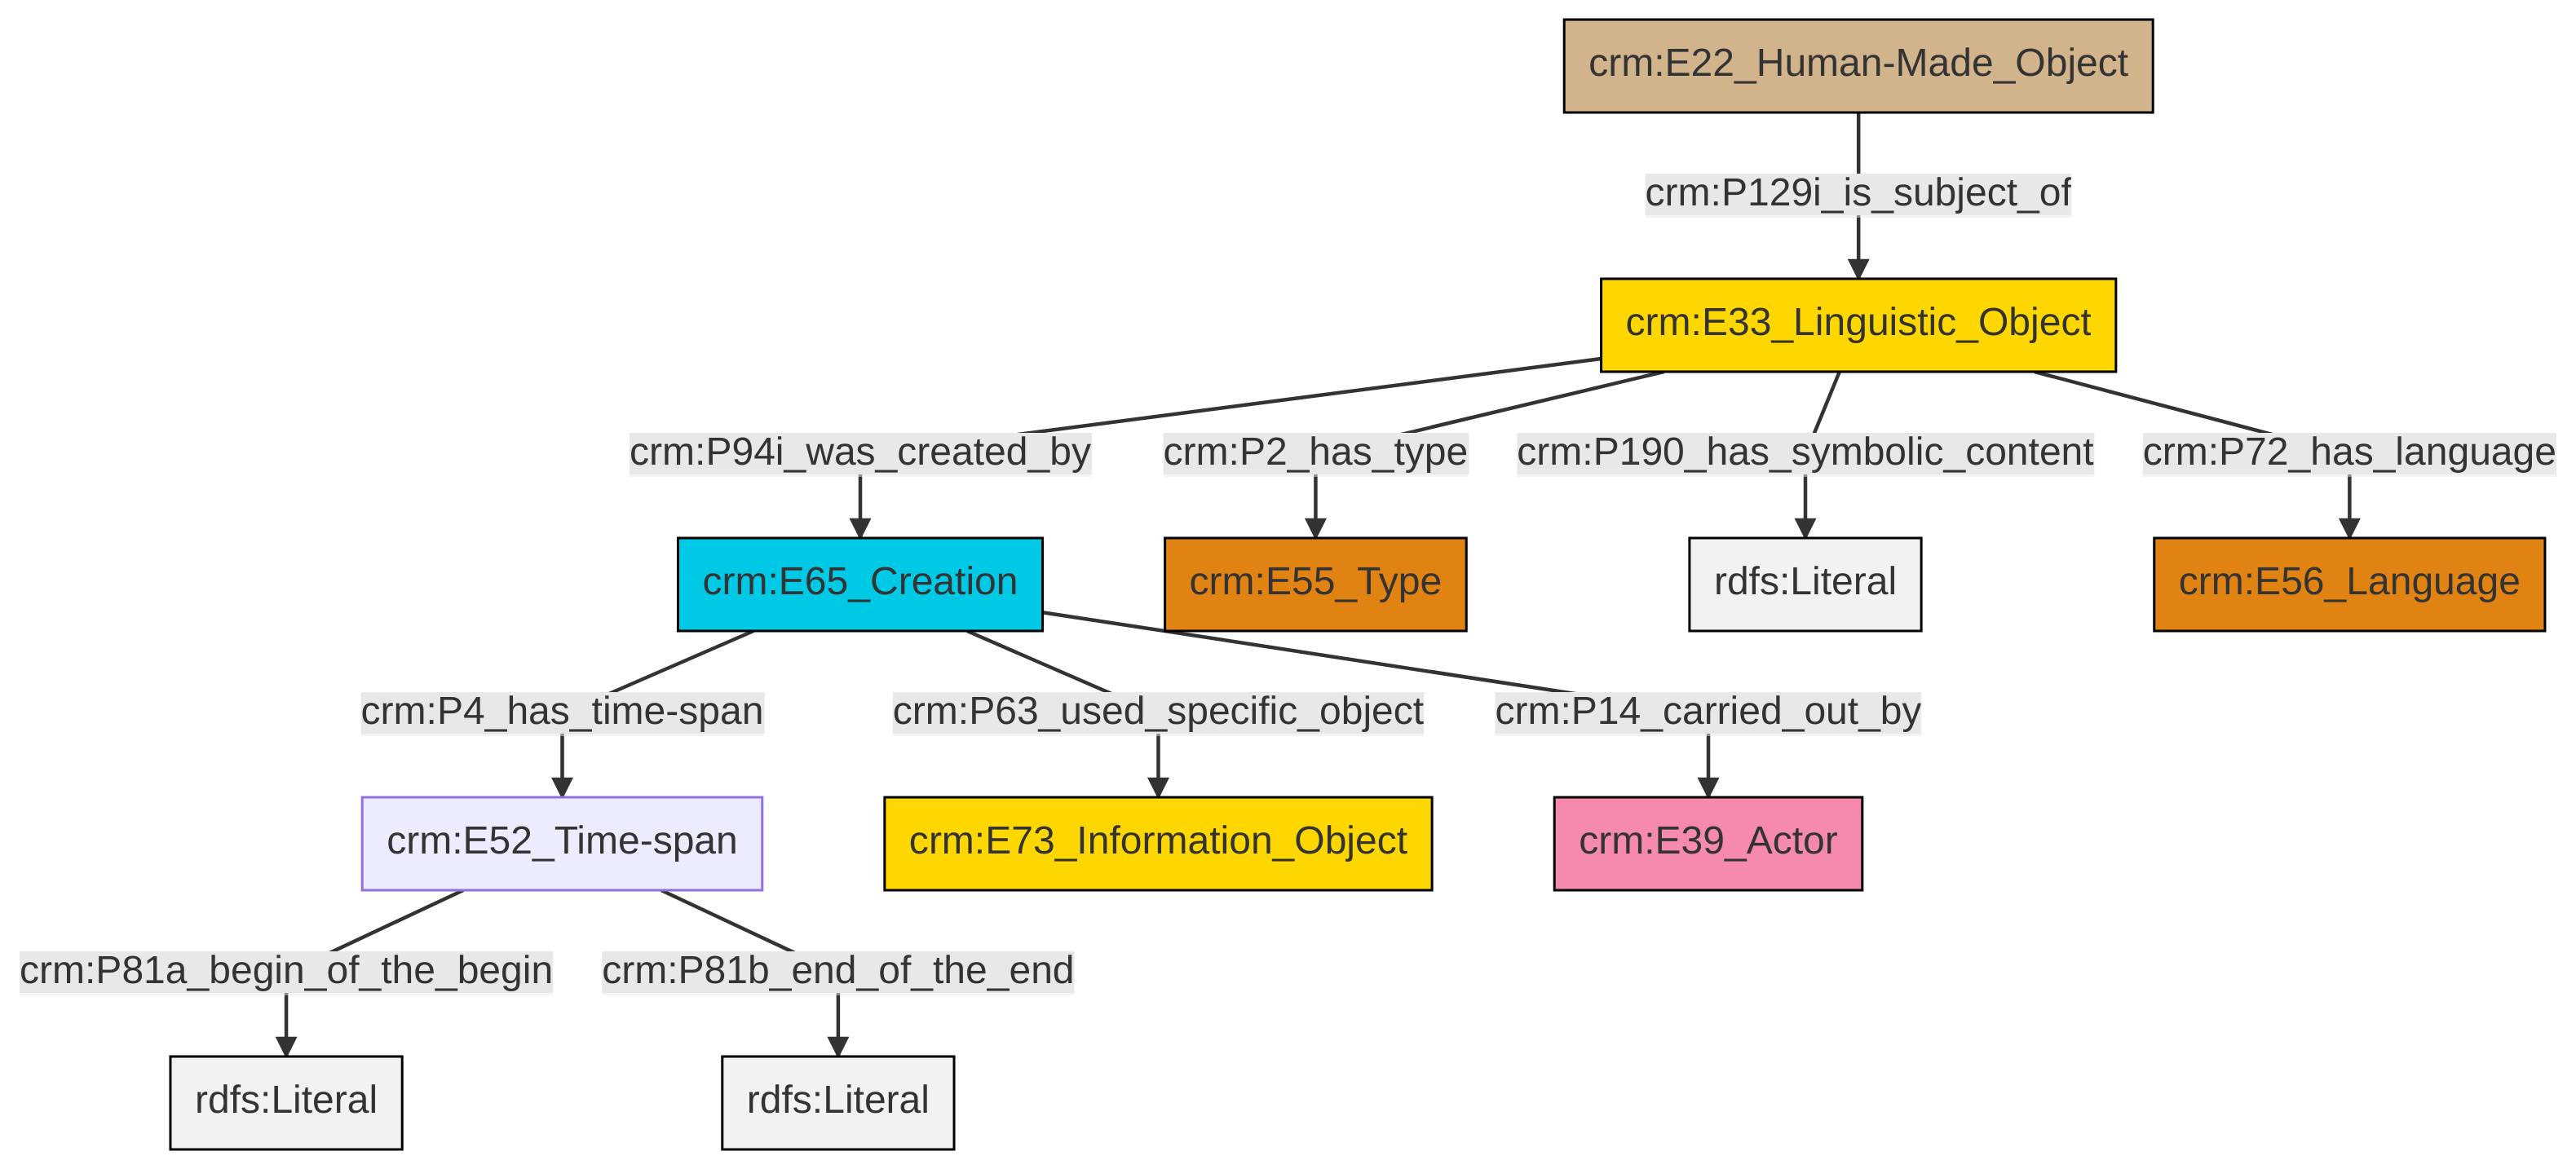 crm:E22_Human-Made_Object
crm:P129i_is_subject_of
crm:E33_Linguistic_Object
crm:P94i_was_created_by
crm:P2_has_type
crm:P190_has_symbolic_content
crm:P72_has_language
crm:E65_Creation
crm:E55_Type
rdfs:Literal
crm:E56_Language
crm:P4_has_time-span
crm:P63_used_specific_object
crm:P14_carried_out_by
crm:E52_Time-span
crm:E73_Information_Object
crm:E39_Actor
crm:P81a_begin_of_the_begin
crm:P81b_end_of_the_end
rdfs:Literal
rdfs:Literal